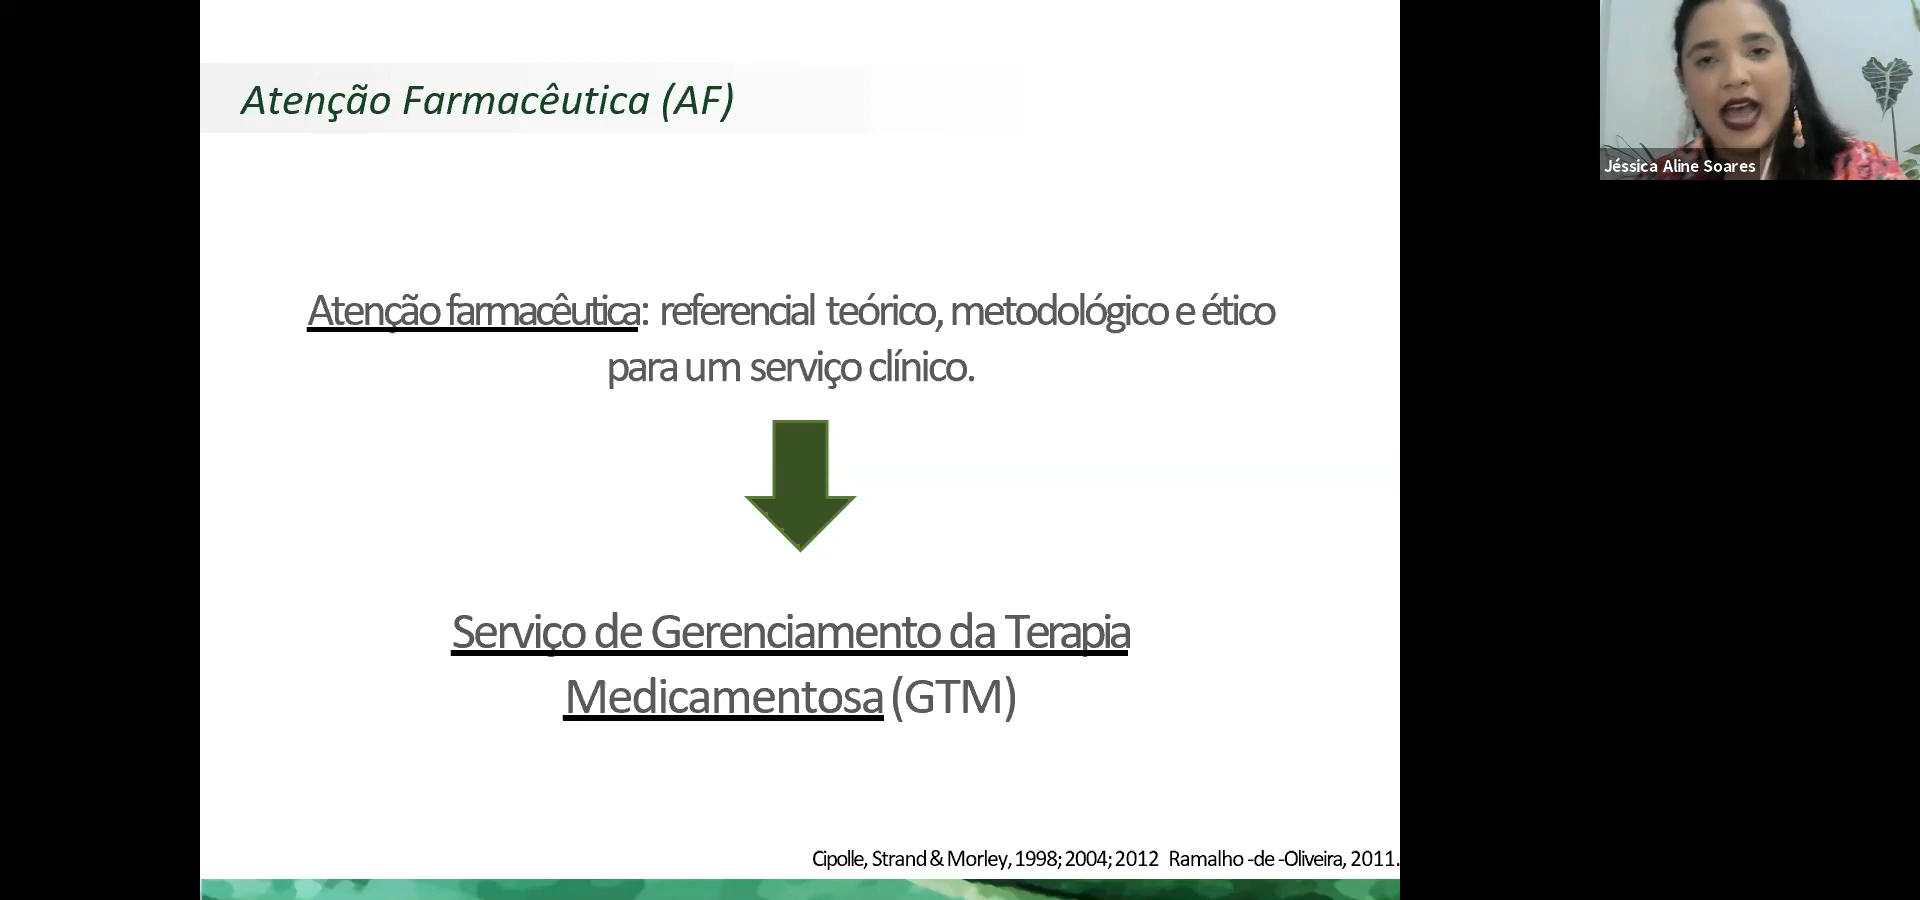 Atenção Farmacêutica (AF)
Jéssica Aline Soares
Atenção farmacêutica: referencial teórico, metodológico e ético
para um serviço clínico.
Serviço de Gerenciamento da Terapia
Medicamentosa (GTM)
Cipolle, Strand & Morley, 1998; 2004; 2012 Ramalho -de -Oliveira, 2011.